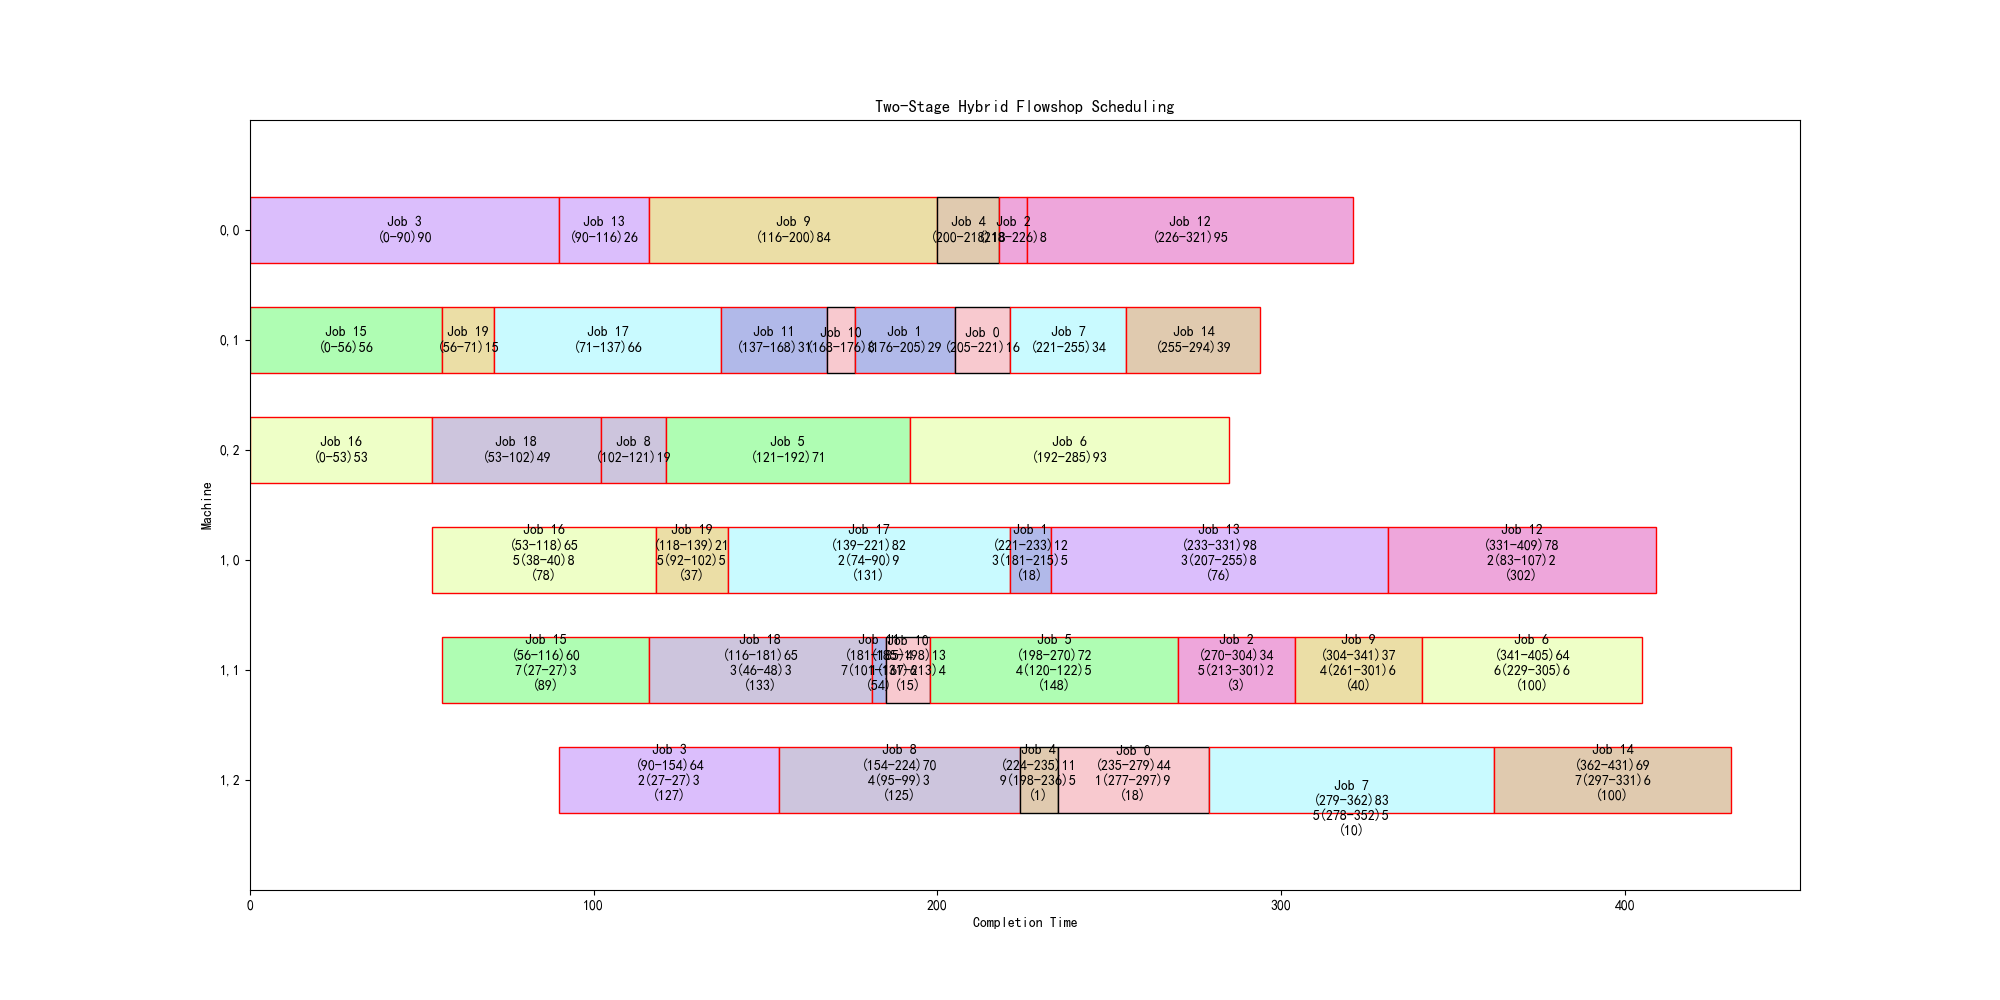 Two-Stage Hybrid Flowshop Scheduling
0,0
Job 3
(0-90)90
Job 13
(90-116)26
Job 9
(116-200)84
Job 4
(200-218)18
Job 2
(218-226)8
Job 12
(226-321)95
0,1
Job 15
(0-56)56
Job 19
(56-71)15
Job 17
(71-137)66
Job 11
(137-168)31
Job 10
(168-176)8
Job 1
(176-205)29
Job 0
(205-221)16
Job 7
(221-255)34
Job 14
(255-294)39
0,2
Job 16
(0-53)53
Job 18
(53-102)49
Job 8
(102-121)19
Job 5
(121-192)71
Job 6
(192-285)93
Machine
1,0
Job 16
(53-118)65
5(38-40)8
(78)
Job 19
(118-139)21
5(92-102)5
(37)
Job 17
(139-221)82
2(74-90)9
(131)
Job 1
(221-233)12
3(181-215)5
(18)
Job 13
(233-331)98
3(207-255)8
(76)
Job 12
(331-409)78
2(83-107)2
(302)
1,1
Job 15
(56-116)60
7(27-27)3
(89)
Job 18
(116-181)65
3(46-48)3
(133)
Job 11
(181-185)4
(54)
Job 10
(185-198)13
(15)
Job 5
(198-270)72
4(120-122)5
(148)
Job 2
(270-304)34
5(213-301)2
(3)
Job 9
(304-341)37
4(261-301)6
(40)
Job 6
(341-405)64
6(229-305)6
(100)
1,2
Job 3
(90-154)64
2(27-27)3
(127)
Job 8
(154-224)70
4(95-99)3
(125)
Job 4
(224-235)11
9(198-236)5
(1)
Job 0
(235-279)44
1(277-297)9
(18)
Job 7
(279-362)83
5(278-352)5
(10)
Job 14
(362-431)69
7(297-331)6
(100)
0
100
200
300
400
Completion Time